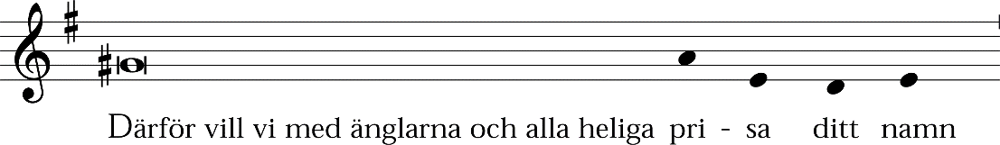 Därför vill vi med änglarna och alla heliga pri - sa ditt namn